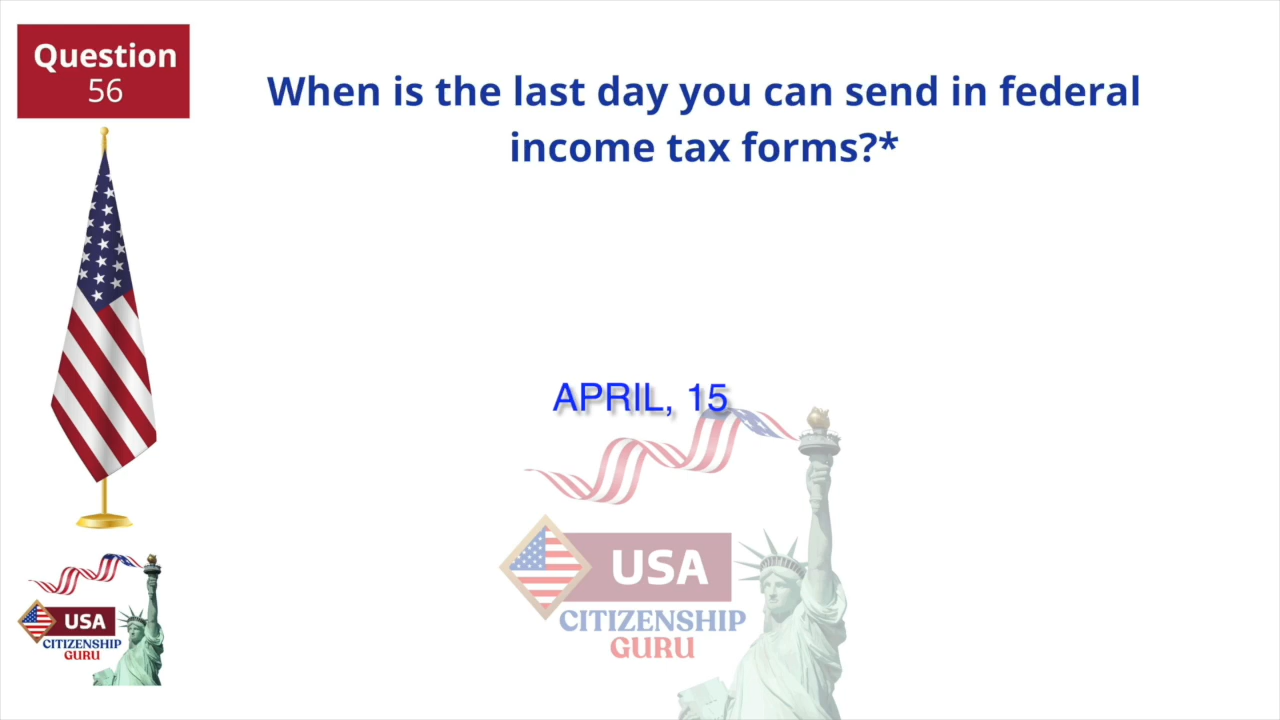 Question
56
When is the last day you can send in federal
income tax forms?*
APRIL, 15
USA
CITIZENSHIP
GURU
USA
CITIZENSHIP
GURU